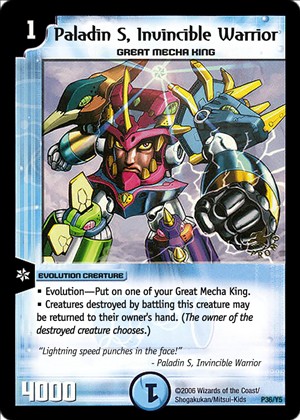 1
Paladin S, Invincible Warrior
GREAT MECHA KING
EVOLUTION CREATURE
• Evolution—Put on one of your Great Mecha King.
• Creatures destroyed by battling this creature may
be returned to their owner's hand. (The owner of the
destroyed creature chooses.)
"Lightning speed punches in the face!"
- Paladin S, Invincible Warrior
4000
1
©2006 Wizards of the Coast/
Shogakukan/Mitsui-Kids
P36/Y5